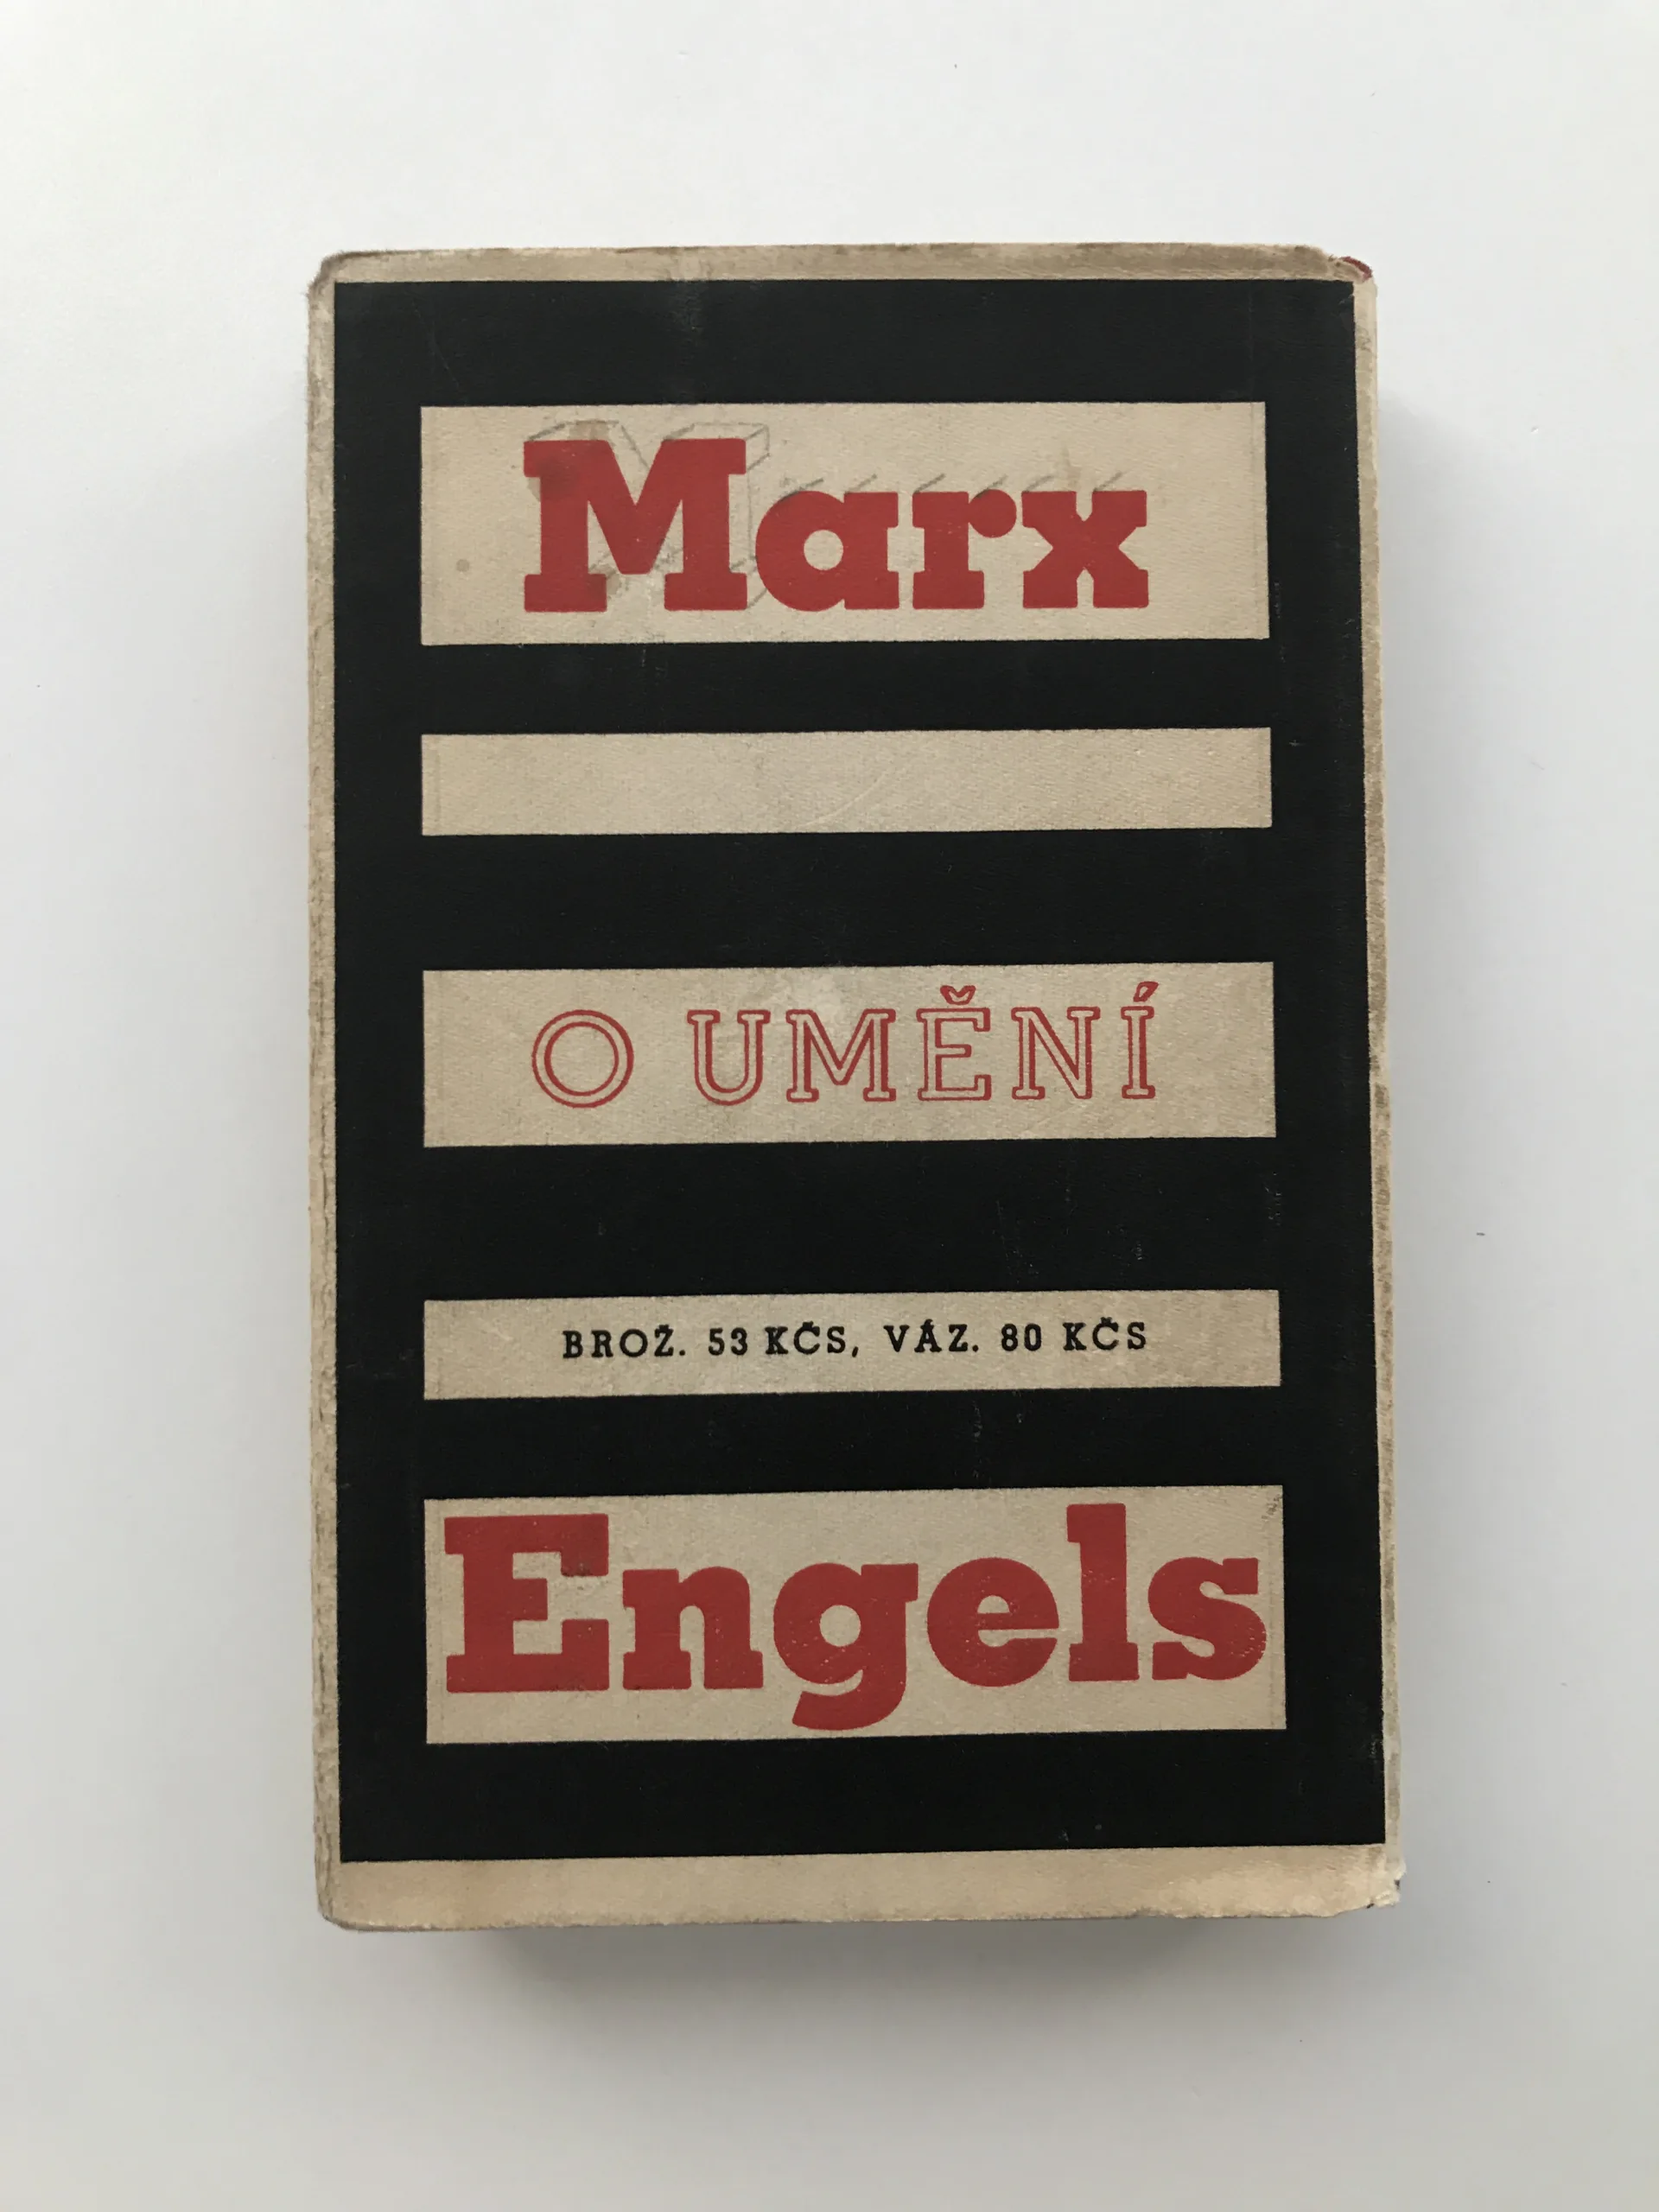 Marx
O UMĚNÍ
BROŽ. 53 KČS, VÁZ. 80 KČS
Engels